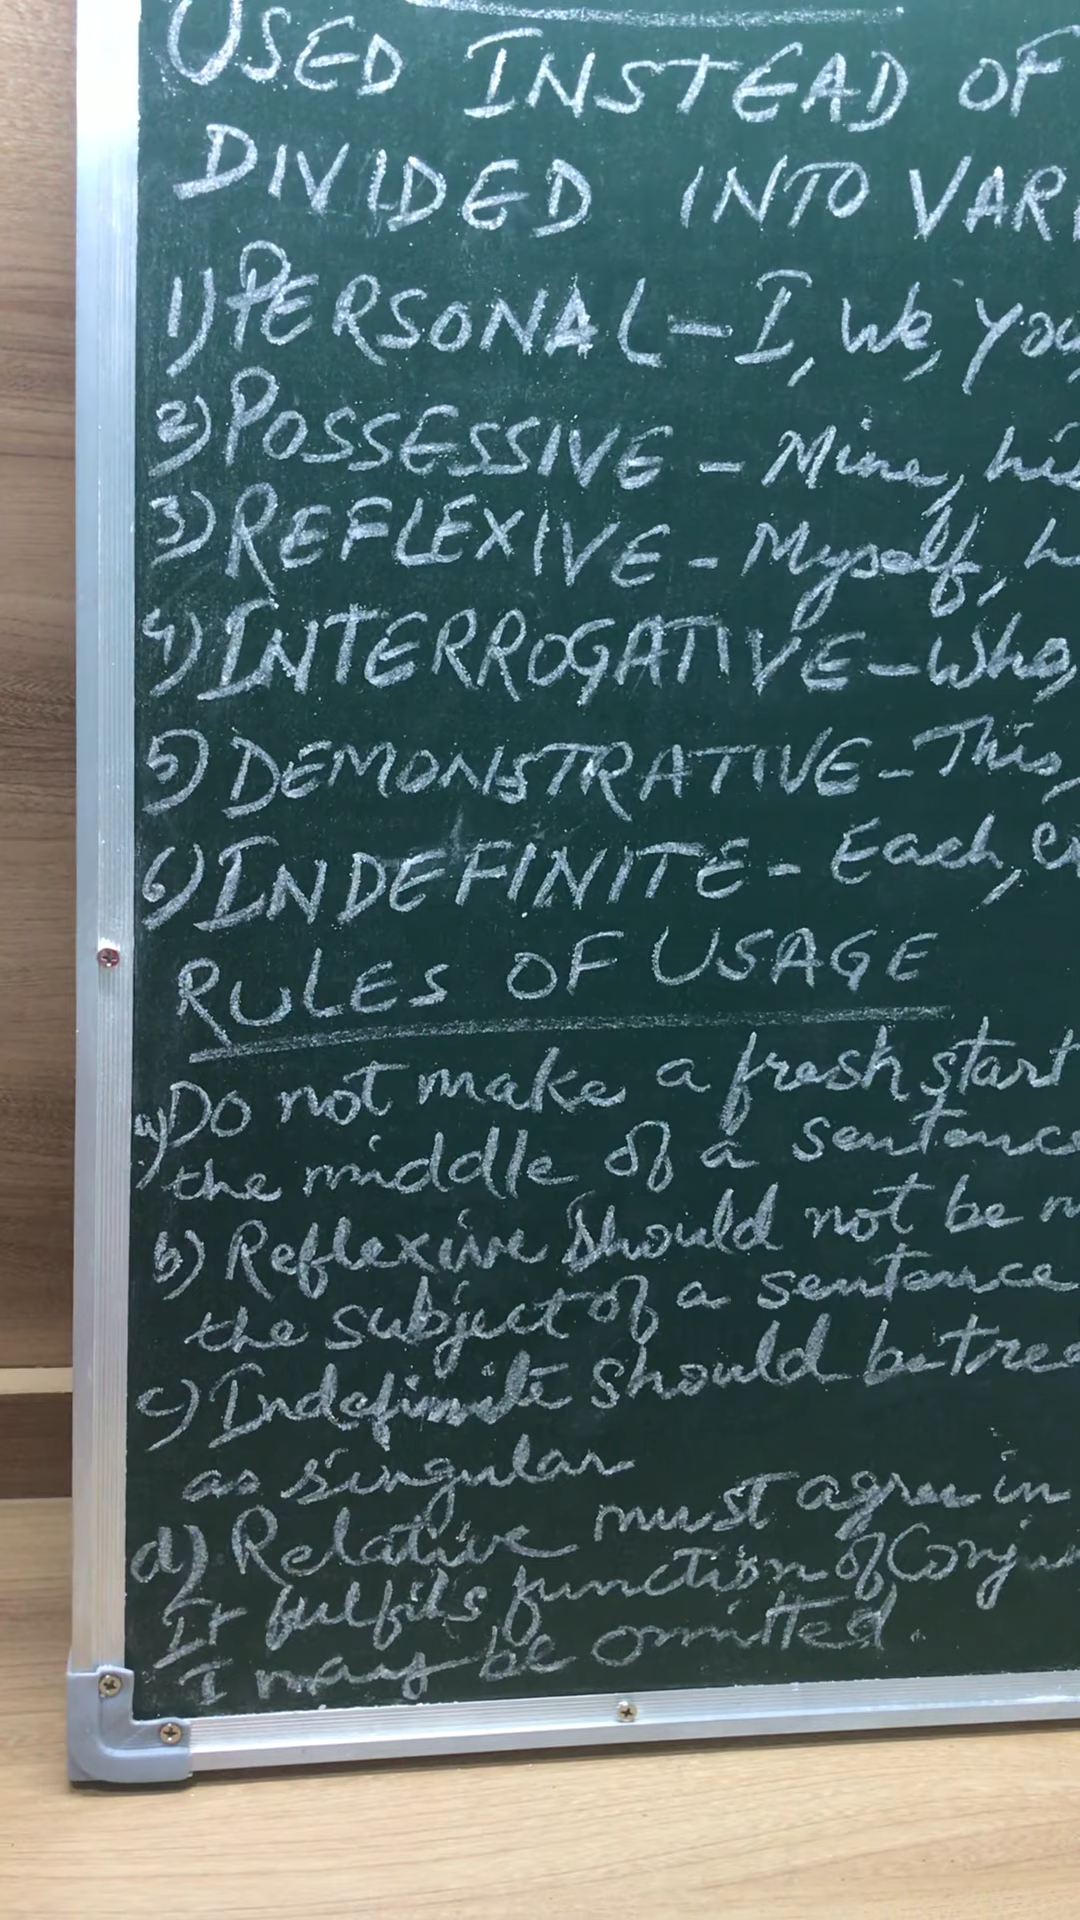 USED INSTEAD OF
DIVIDED INTO VARI
1) PERSONAL - I, We, You,
2) POSSESSIVE - Mine, his
3) REFLEXIVE - Myself, h
4) INTERROGATIVE - Who,
5) DEMONSTRATIVE - This,
6) INDEFINITE - Each,
RULES OF USAGE
a) Do not make a fresh start
the middle of a sentence
b) Reflexive should not be
the subject of a sentence
c) Indefinite should be trea
as singular
d) Relative must agree in
It fulfils function of Conju
I may be omitted.